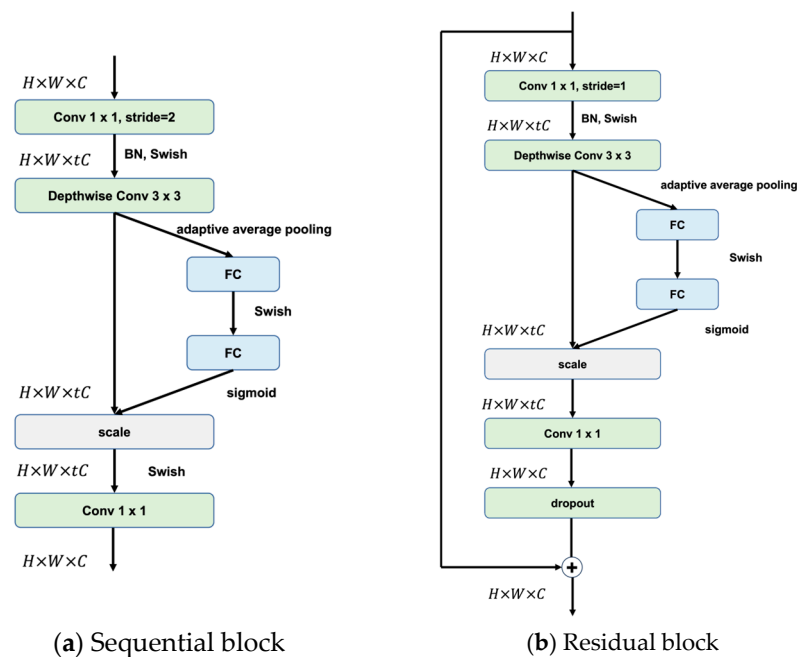 H×W×C
Conv 1 x 1, stride=2
H×W×tC
BN, Swish
Depthwise Conv 3 x 3
adaptive average pooling
FC
Swish
FC
H×W×tC
sigmoid
scale
H×W×tC
Swish
Conv 1 x 1
H×W×C
(a) Sequential block
H×W×C
Conv 1 x 1, stride=1
H×W×tC
BN, Swish
Depthwise Conv 3 x 3
adaptive average pooling
FC
Swish
FC
H×W×tC
sigmoid
scale
H×W×tC
Conv 1 x 1
H×W×C
dropout
+
H×W×C
(b) Residual block